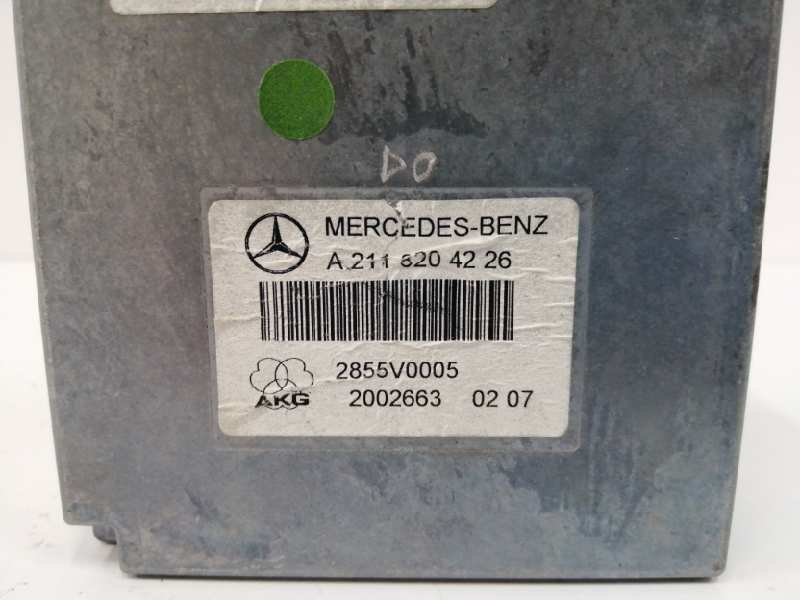 DO
MERCEDES-BENZ
A 211 820 42 26
2855V0005
AKG
2002663 02 07